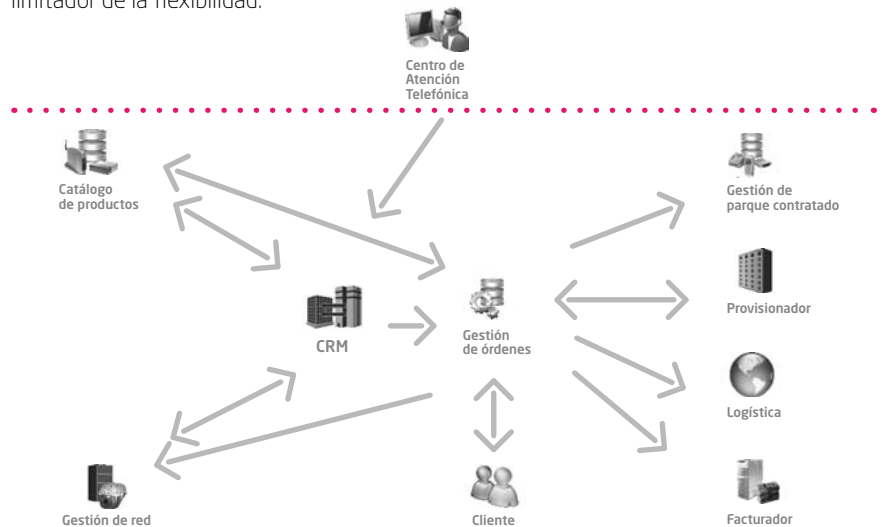 limitador de la flexibilidad.
Centro de
Atención
Telefónica
Catálogo
de productos
Gestión de
parque contratado
CRM
Gestión
de órdenes
Provisionador
Logística
Gestión de red
Cliente
Facturador